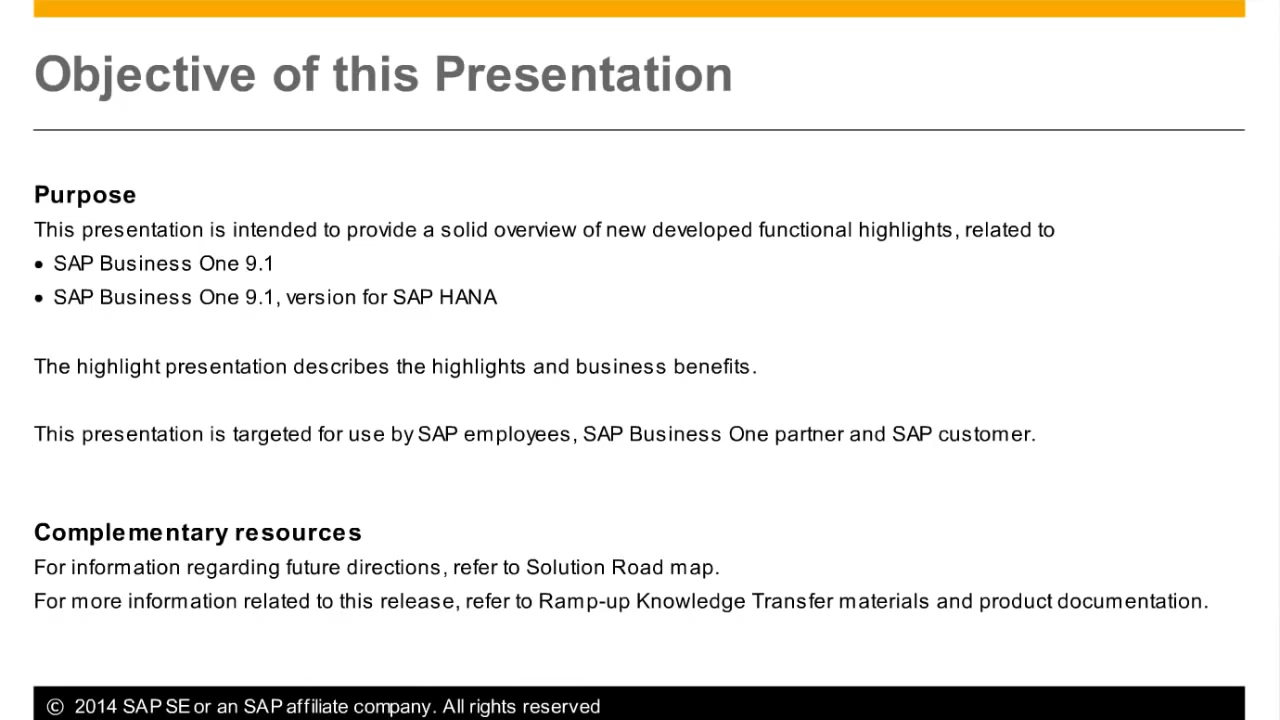 Objective of this Presentation
Purpose
This presentation is intended to provide a solid overview of new developed functional highlights, related to
• SAP Business One 9.1
• SAP Business One 9.1, version for SAP HANA
The highlight presentation describes the highlights and business benefits.
This presentation is targeted for use by SAP employees, SAP Business One partner and SAP customer.
Complementary resources
For information regarding future directions, refer to Solution Road map.
For more information related to this release, refer to Ramp-up Knowledge Transfer materials and product documentation.
© 2014 SAP SE or an SAP affiliate company. All rights reserved